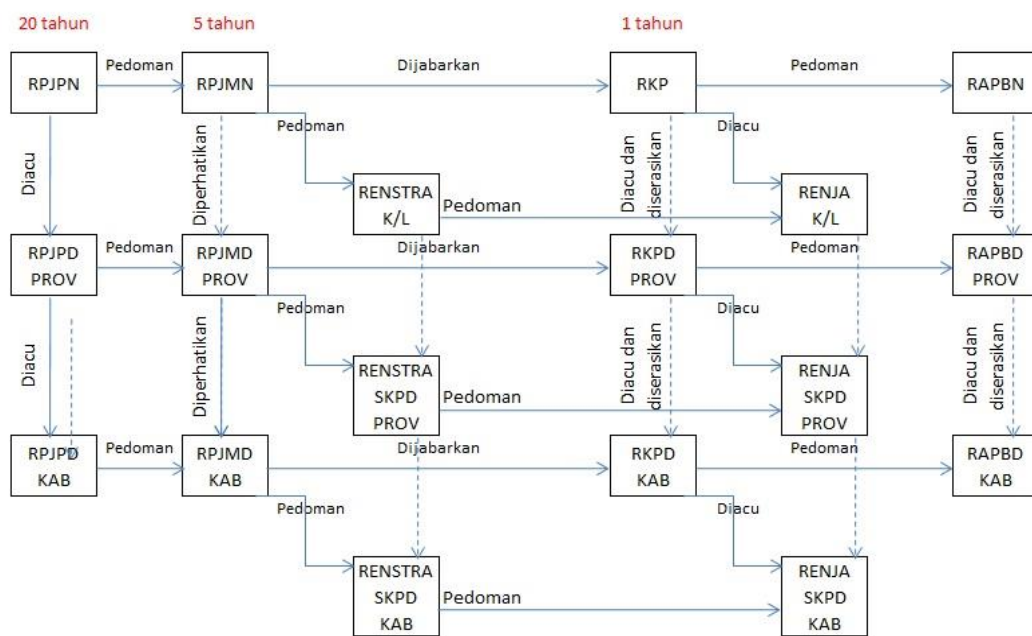 20 tahun
5 tahun
1 tahun
RPJPN
Pedoman
RPJMN
Dijabarkan
RKP
Pedoman
RAPBN
Diacu
Diperhatikan
Pedoman
Diacu dan
diserasikan
Diacu
Diacu dan
diserasikan
RENSTRA
K/L
Pedoman
RENJA
K/L
RPJPD
PROV
Pedoman
RPJMD
PROV
Dijabarkan
RKPD
PROV
Pedoman
RAPBD
PROV
Diacu
Diperhatikan
Pedoman
Diacu dan
diserasikan
Diacu
Diacu dan
diserasikan
RENSTRA
SKPD
PROV
Pedoman
RENJA
SKPD
PROV
RPJPD
KAB
Pedoman
RPJMD
KAB
Dijabarkan
RKPD
KAB
Pedoman
RAPBD
KAB
Pedoman
Diacu
RENSTRA
SKPD
KAB
Pedoman
RENJA
SKPD
KAB